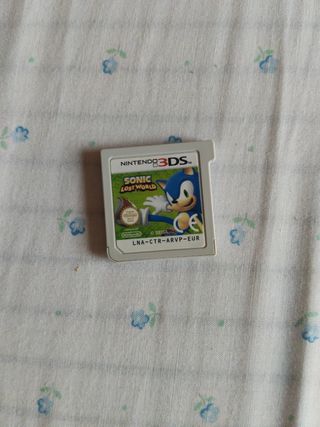 NINTENDO 3DS
SONIC
LOST WORLD
LNA-CTR-ARVP-EUR